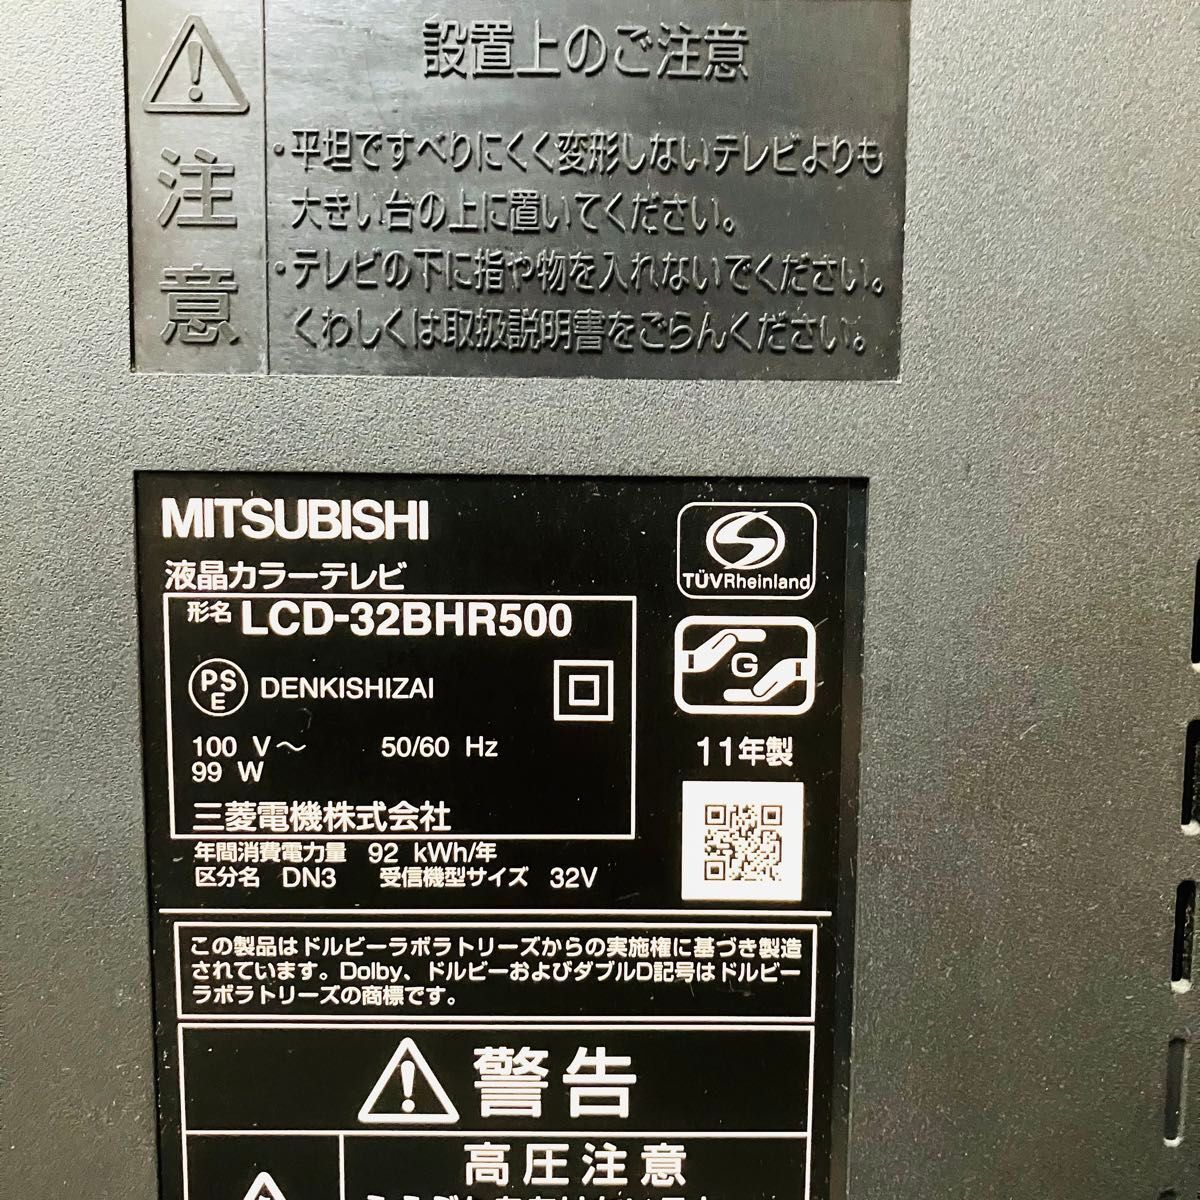 設置上のご注意
注意
・平坦ですべりにくく変形しないテレビよりも
大きい台の上に置いてください。
・テレビの下に指や物を入れないでください。
くわしくは取扱説明書をごらんください。
MITSUBISHI
液晶カラーテレビ
形名 LCD-32BHR500
PSE DENKISHIZAI
100 V～ 50/60 Hz
99 W
三菱電機株式会社
年間消費電力量 92 kWh/年
区分名 DN3 受信機型サイズ 32V
TÜVRheinland
G
11年製
この製品はドルビーラボラトリーズからの実施権に基づき製造
されています。Dolby、ドルビーおよびダブルD記号はドルビー
ラボラトリーズの商標です。
警告
高圧注意